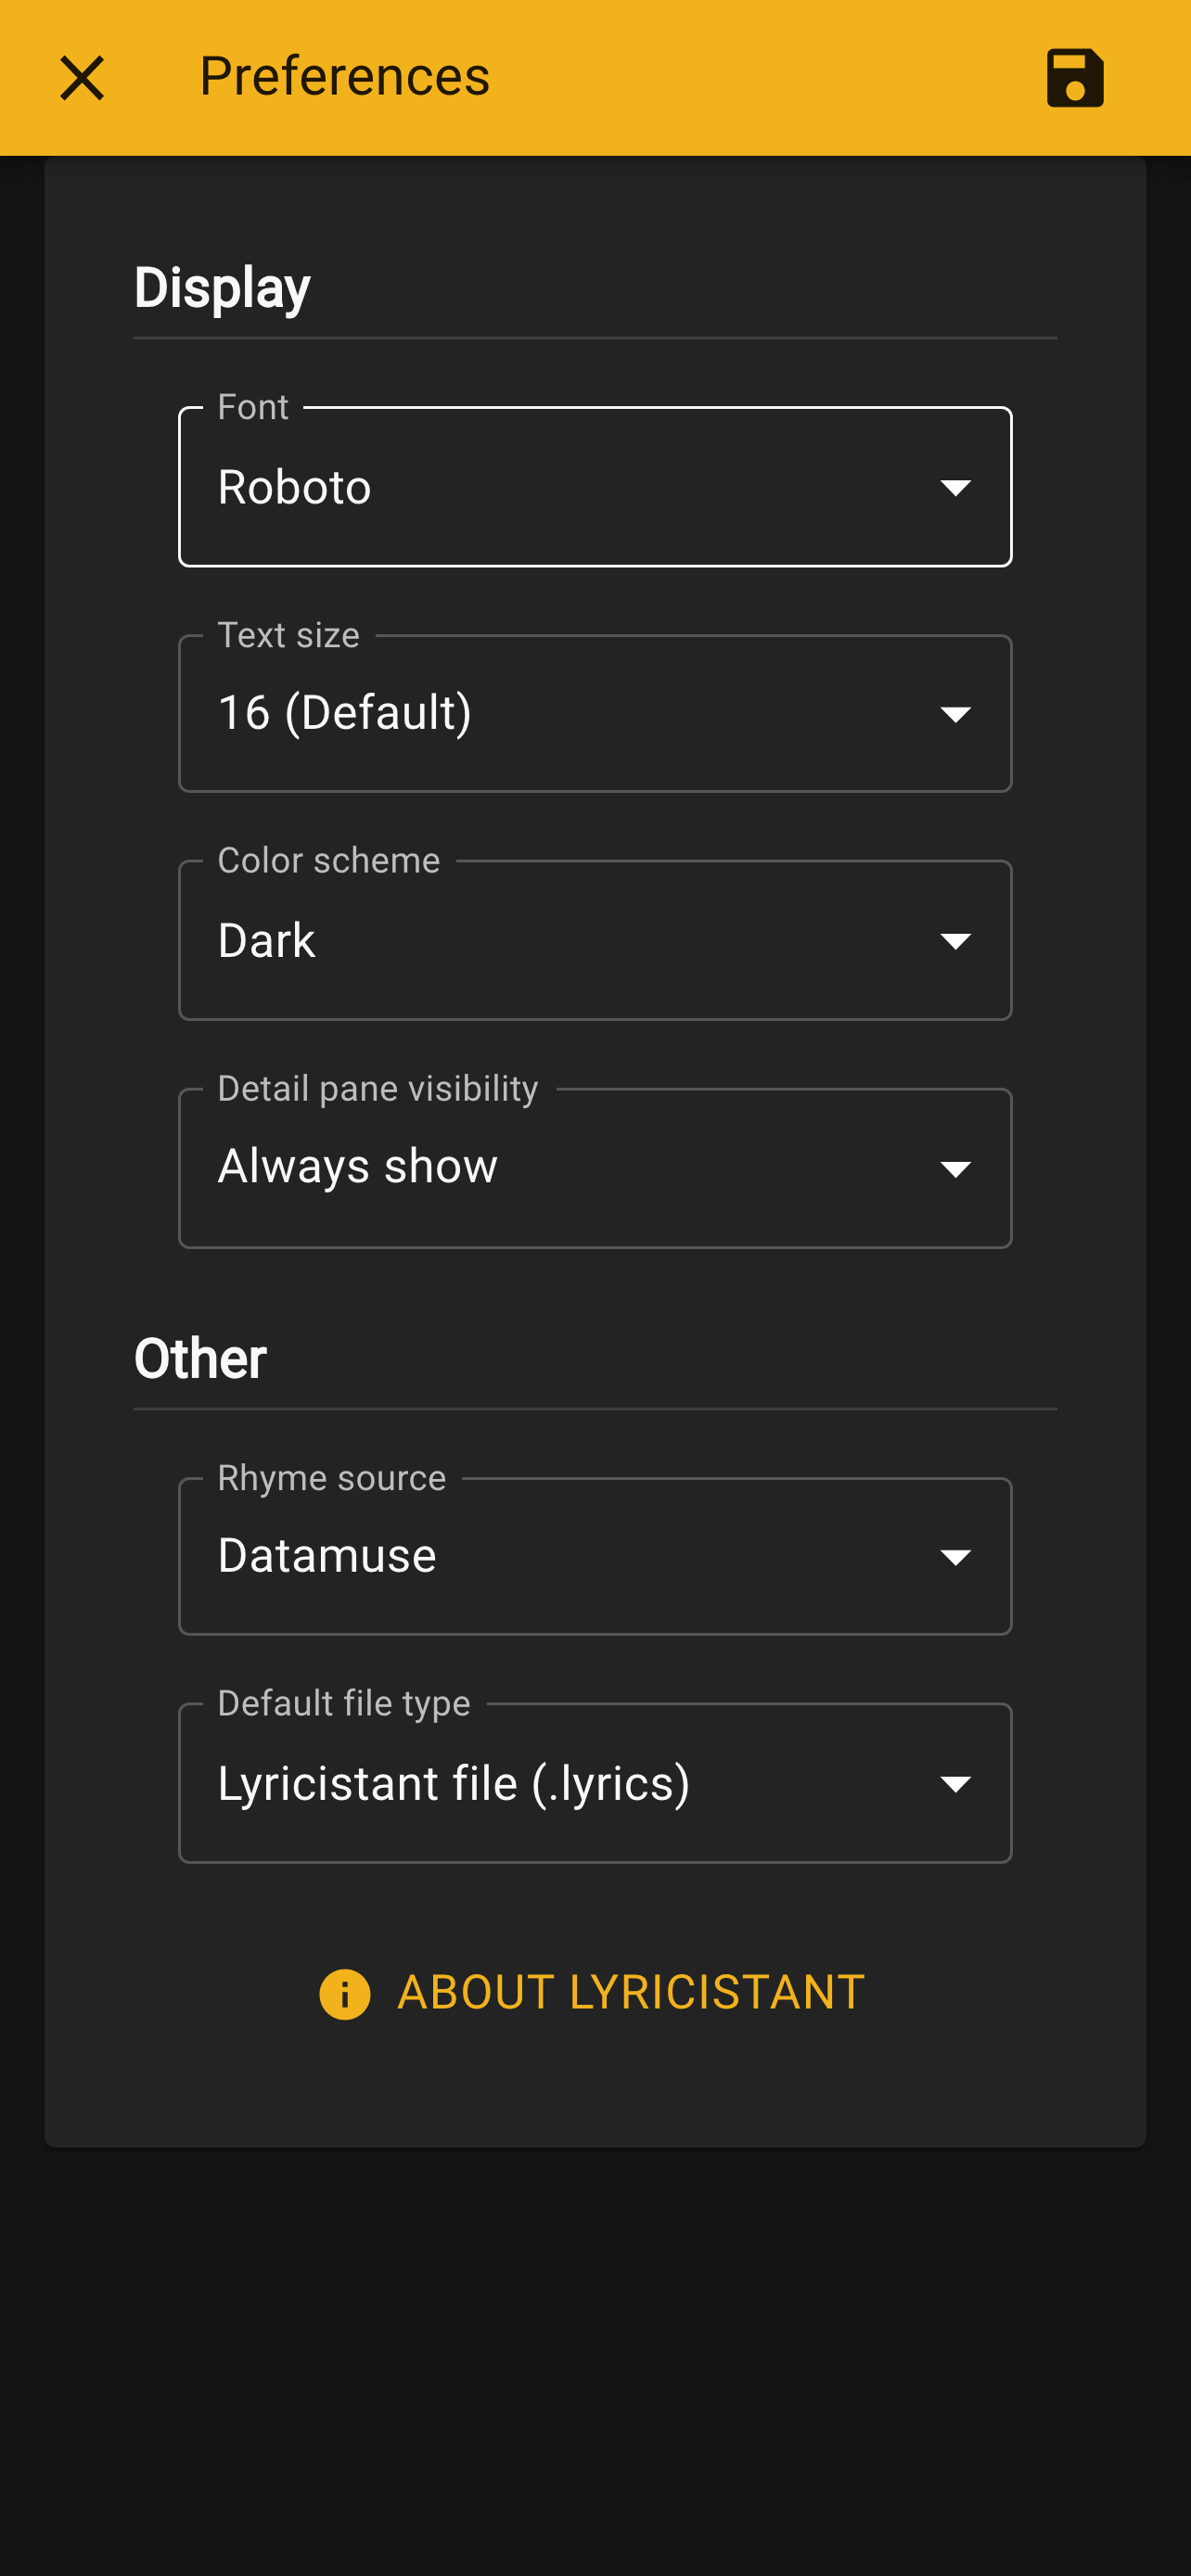 Preferences
Display
Font
Roboto
Text size
16 (Default)
Color scheme
Dark
Detail pane visibility
Always show
Other
Rhyme source
Datamuse
Default file type
Lyricistant file (.lyrics)
ABOUT LYRICISTANT